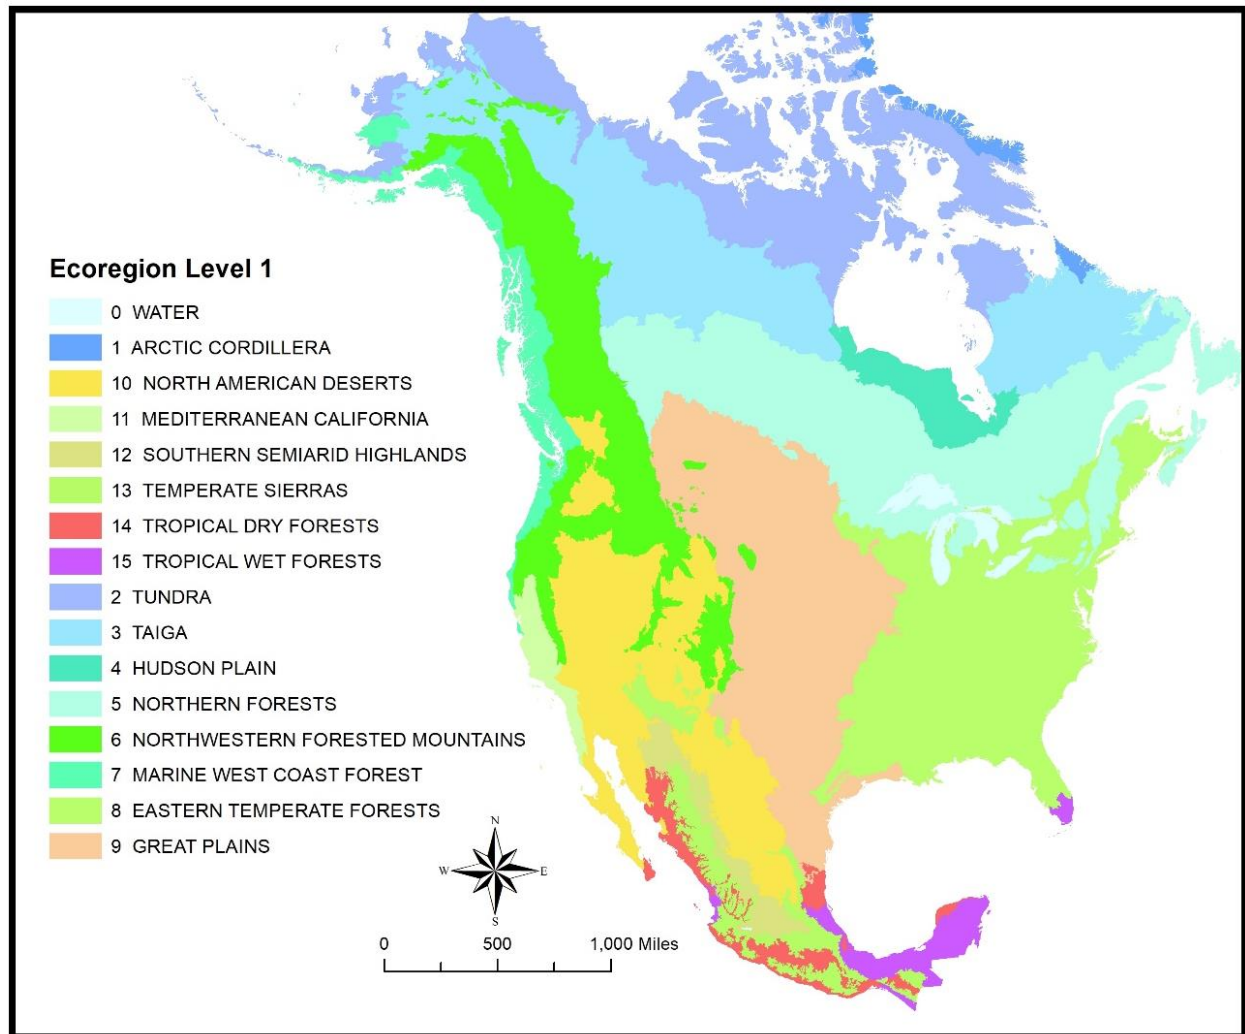 Ecoregion Level 1
0 WATER
1 ARCTIC CORDILLERA
10 NORTH AMERICAN DESERTS
11 MEDITERRANEAN CALIFORNIA
12 SOUTHERN SEMIARID HIGHLANDS
13 TEMPERATE SIERRAS
14 TROPICAL DRY FORESTS
15 TROPICAL WET FORESTS
2 TUNDRA
3 TAIGA
4 HUDSON PLAIN
5 NORTHERN FORESTS
6 NORTHWESTERN FORESTED MOUNTAINS
7 MARINE WEST COAST FOREST
8 EASTERN TEMPERATE FORESTS
9 GREAT PLAINS
N
W E
S
0 500 1,000 Miles